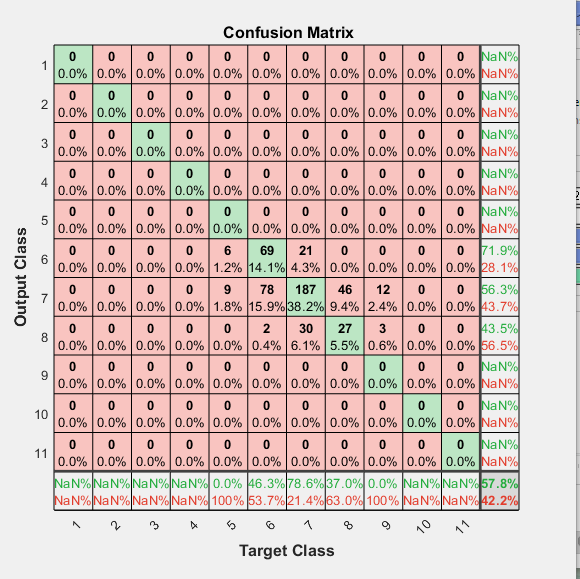 Confusion Matrix
1 0 0 0 0 0 0 0 0 0 0 0 NaN%
0.0% 0.0% 0.0% 0.0% 0.0% 0.0% 0.0% 0.0% 0.0% 0.0% 0.0% NaN%
2 0 0 0 0 0 0 0 0 0 0 0 NaN%
0.0% 0.0% 0.0% 0.0% 0.0% 0.0% 0.0% 0.0% 0.0% 0.0% 0.0% NaN%
3 0 0 0 0 0 0 0 0 0 0 0 NaN%
0.0% 0.0% 0.0% 0.0% 0.0% 0.0% 0.0% 0.0% 0.0% 0.0% 0.0% NaN%
4 0 0 0 0 0 0 0 0 0 0 0 NaN%
0.0% 0.0% 0.0% 0.0% 0.0% 0.0% 0.0% 0.0% 0.0% 0.0% 0.0% NaN%
5 0 0 0 0 0 0 0 0 0 0 0 NaN%
0.0% 0.0% 0.0% 0.0% 0.0% 0.0% 0.0% 0.0% 0.0% 0.0% 0.0% NaN%
6 0 0 0 0 6 69 21 0 0 0 0 71.9%
0.0% 0.0% 0.0% 0.0% 1.2% 14.1% 4.3% 0.0% 0.0% 0.0% 0.0% 28.1%
7 0 0 0 0 9 78 187 46 12 0 0 56.3%
0.0% 0.0% 0.0% 0.0% 1.8% 15.9% 38.2% 9.4% 2.4% 0.0% 0.0% 43.7%
8 0 0 0 0 0 2 30 27 3 0 0 43.5%
0.0% 0.0% 0.0% 0.0% 0.0% 0.4% 6.1% 5.5% 0.6% 0.0% 0.0% 56.5%
9 0 0 0 0 0 0 0 0 0 0 0 NaN%
0.0% 0.0% 0.0% 0.0% 0.0% 0.0% 0.0% 0.0% 0.0% 0.0% 0.0% NaN%
10 0 0 0 0 0 0 0 0 0 0 0 NaN%
0.0% 0.0% 0.0% 0.0% 0.0% 0.0% 0.0% 0.0% 0.0% 0.0% 0.0% NaN%
11 0 0 0 0 0 0 0 0 0 0 0 NaN%
0.0% 0.0% 0.0% 0.0% 0.0% 0.0% 0.0% 0.0% 0.0% 0.0% 0.0% NaN%
NaN% NaN% NaN% NaN% 0.0% 46.3% 78.6% 37.0% 0.0% NaN% NaN% 57.8%
NaN% NaN% NaN% NaN% 100% 53.7% 21.4% 63.0% 100% NaN% NaN% 42.2%
1 2 3 4 5 6 7 8 9 10 11
Target Class
Output Class